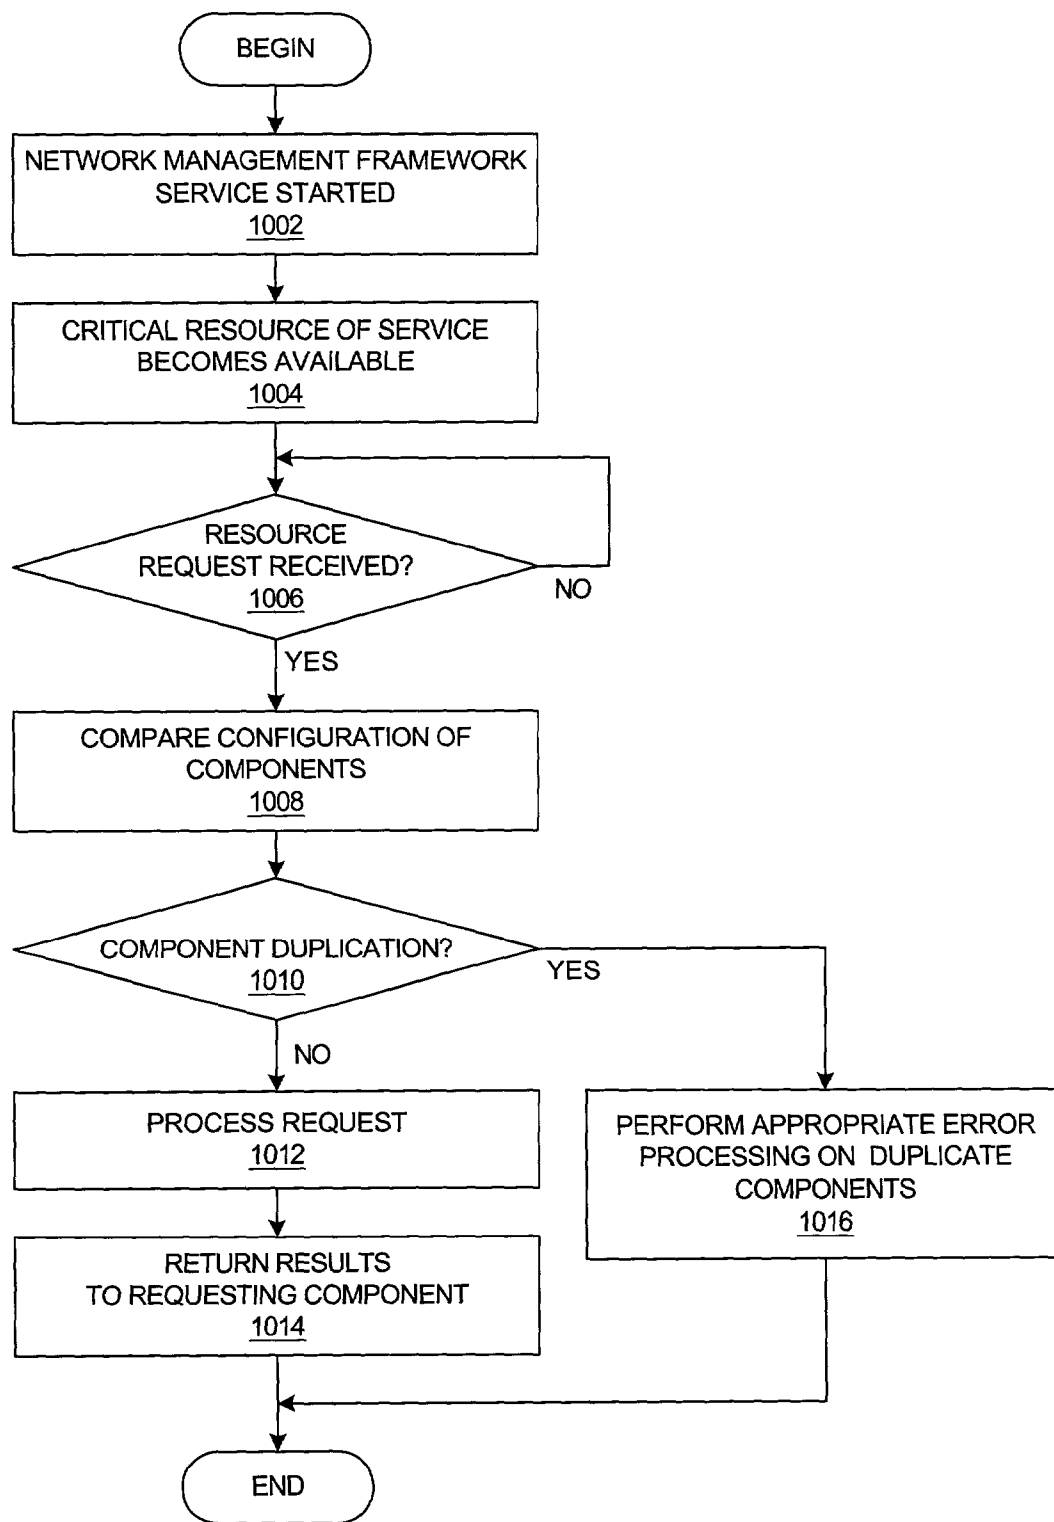 BEGIN
NETWORK MANAGEMENT FRAMEWORK
SERVICE STARTED
1002
CRITICAL RESOURCE OF SERVICE
BECOMES AVAILABLE
1004
RESOURCE
REQUEST RECEIVED?
1006
NO
YES
COMPARE CONFIGURATION OF
COMPONENTS
1008
COMPONENT DUPLICATION?
1010
YES
NO
PROCESS REQUEST
1012
PERFORM APPROPRIATE ERROR
PROCESSING ON DUPLICATE
COMPONENTS
1016
RETURN RESULTS
TO REQUESTING COMPONENT
1014
END